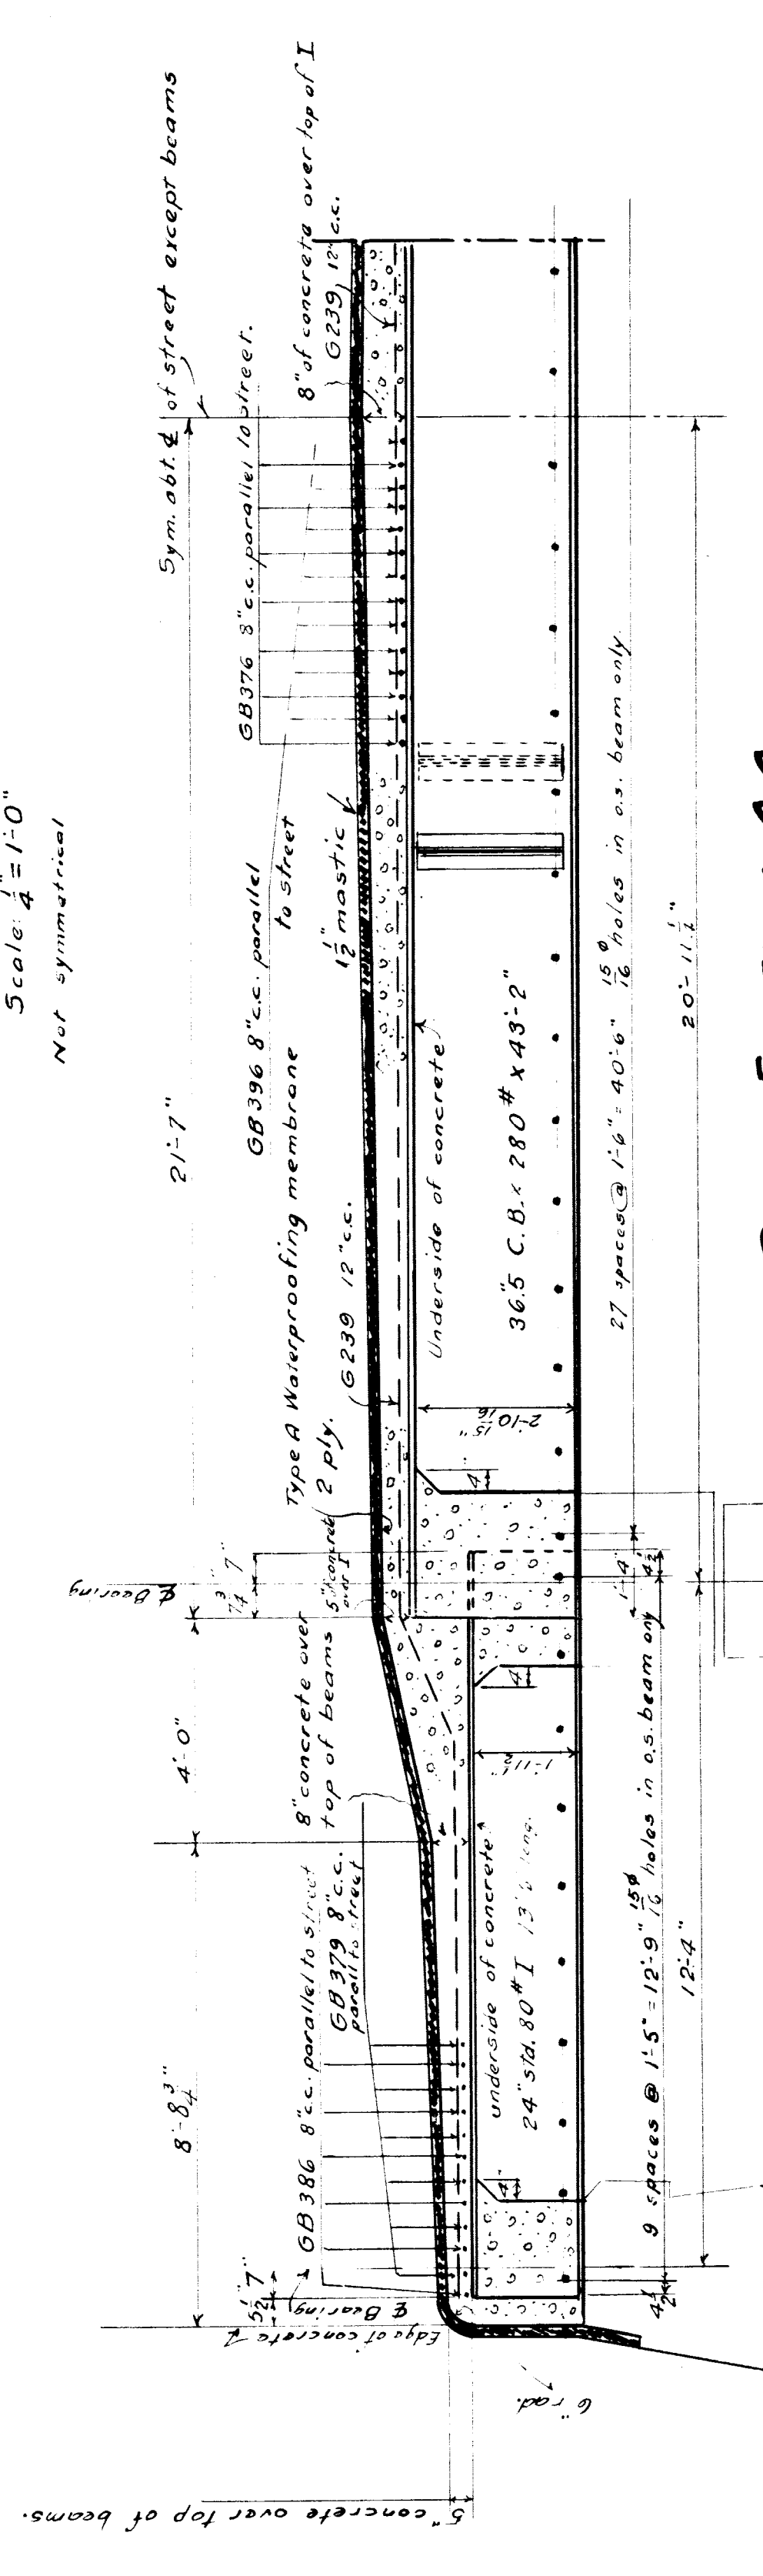 Scale: 1/4" = 1'-0"
Not symmetrical
Sym. abt. ℄ of street except beams
21'-7"
4'-0"
8'-8 3/4"
8" of concrete over top of I
G239, 12" c.c.
GB376 8" c.c. parallel to street.
GB396 8" c.c. parallel
to street
1 1/2" mastic
Type A Waterproofing membrane
2 ply.
G239 12" c.c.
5" concrete
over I
7 3/4" 7"
℄ Bearing
8" concrete over
top of beams
GB379 8" c.c.
parall to street
GB386 8" c.c. parallel to street
5 1/2" 7"
℄ Bearing
Edge of concrete
6" rad.
5" concrete over top of beams.
Underside of concrete
36.5" C.B. x 280# x 43'-2"
2'-10 15/16"
4"
4"
1'-11 1/2"
underside of concrete
24" std. 80# I
4"
27 spaces @ 1'-6" = 40'-6" 15/16 ø holes in o.s. beam only.
20'-11 1/2"
1'-4"
4 1/2
9 spaces @ 1'-5" = 12'-9" 15/16 ø holes in o.s. beam only
12'-4"
4 1/2